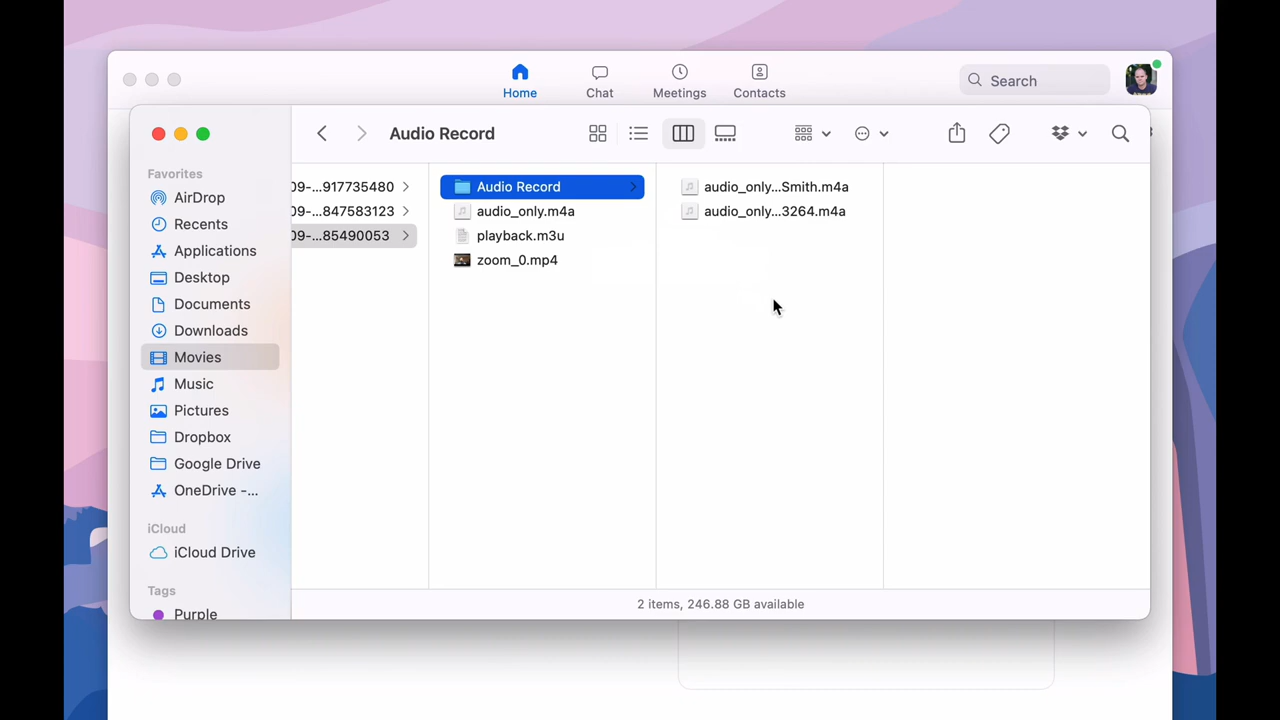 Home
Chat
Meetings
Contacts
Search
Audio Record
Favorites
AirDrop
Recents
Applications
Desktop
Documents
Downloads
Movies
Music
Pictures
Dropbox
Google Drive
OneDrive -...
iCloud
iCloud Drive
Tags
Purple
09-...917735480
09-...847583123
09-...85490053
Audio Record
audio_only.m4a
playback.m3u
zoom_0.mp4
audio_only...Smith.m4a
audio_only...3264.m4a
2 items, 246.88 GB available